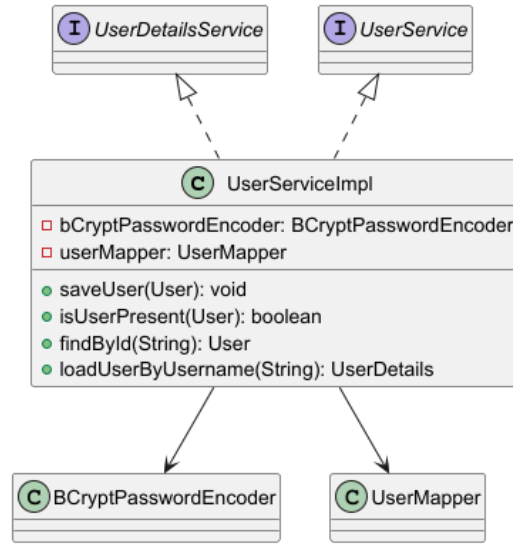 I UserDetailsService
I UserService
C UserServiceImpl
bCryptPasswordEncoder: BCryptPasswordEncoder
userMapper: UserMapper
saveUser(User): void
isUserPresent(User): boolean
findById(String): User
loadUserByUsername(String): UserDetails
C BCryptPasswordEncoder
C UserMapper